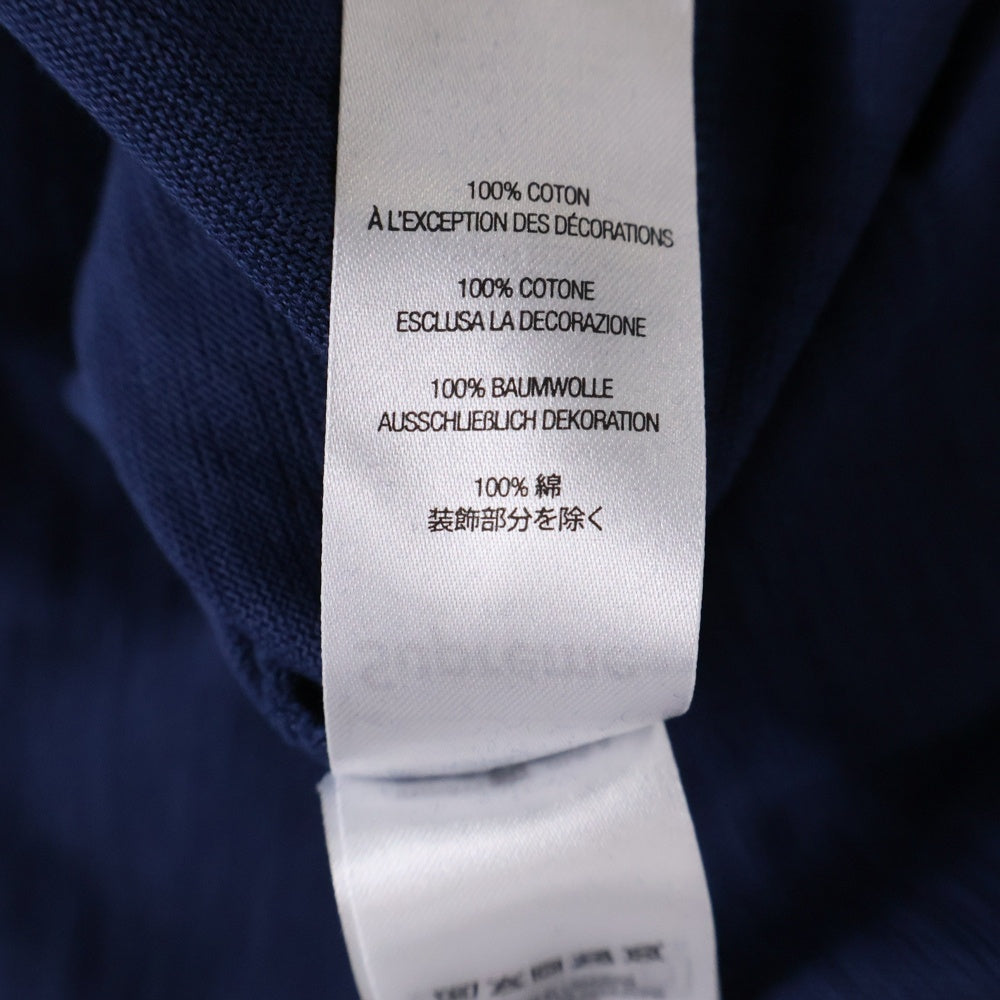 100% COTON
À L'EXCEPTION DES DÉCORATIONS
100% COTONE
ESCLUSA LA DECORAZIONE
100% BAUMWOLLE
AUSSCHLIEßLICH DEKORATION
100% 綿
装飾部分を除く